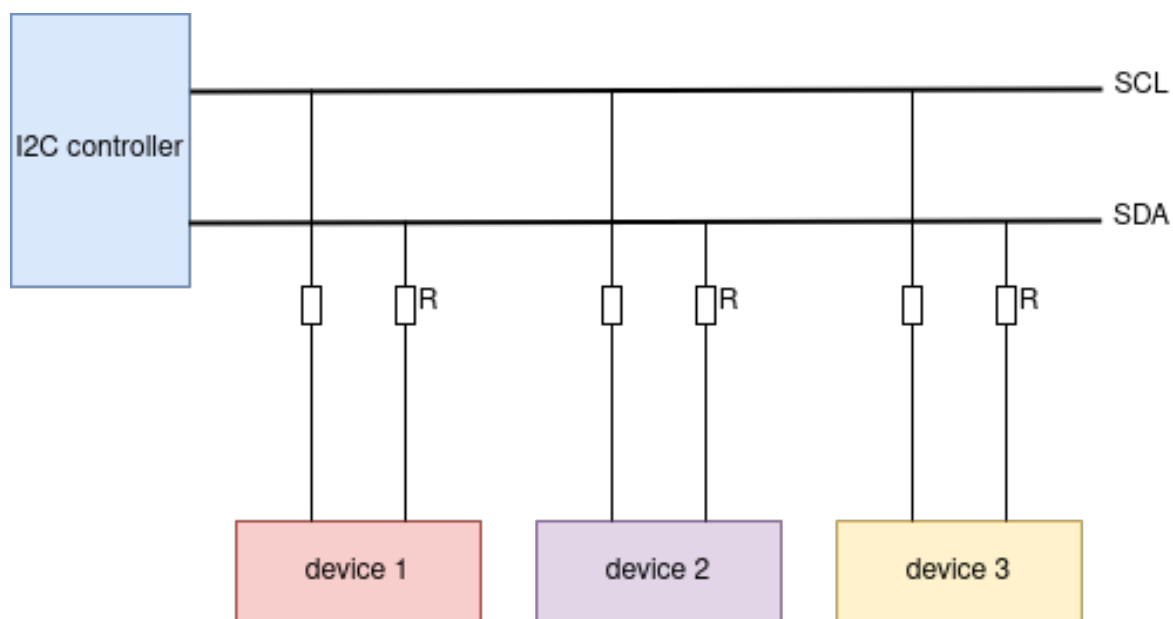 SCL
I2C controller
SDA
R
R
R
device 1
device 2
device 3